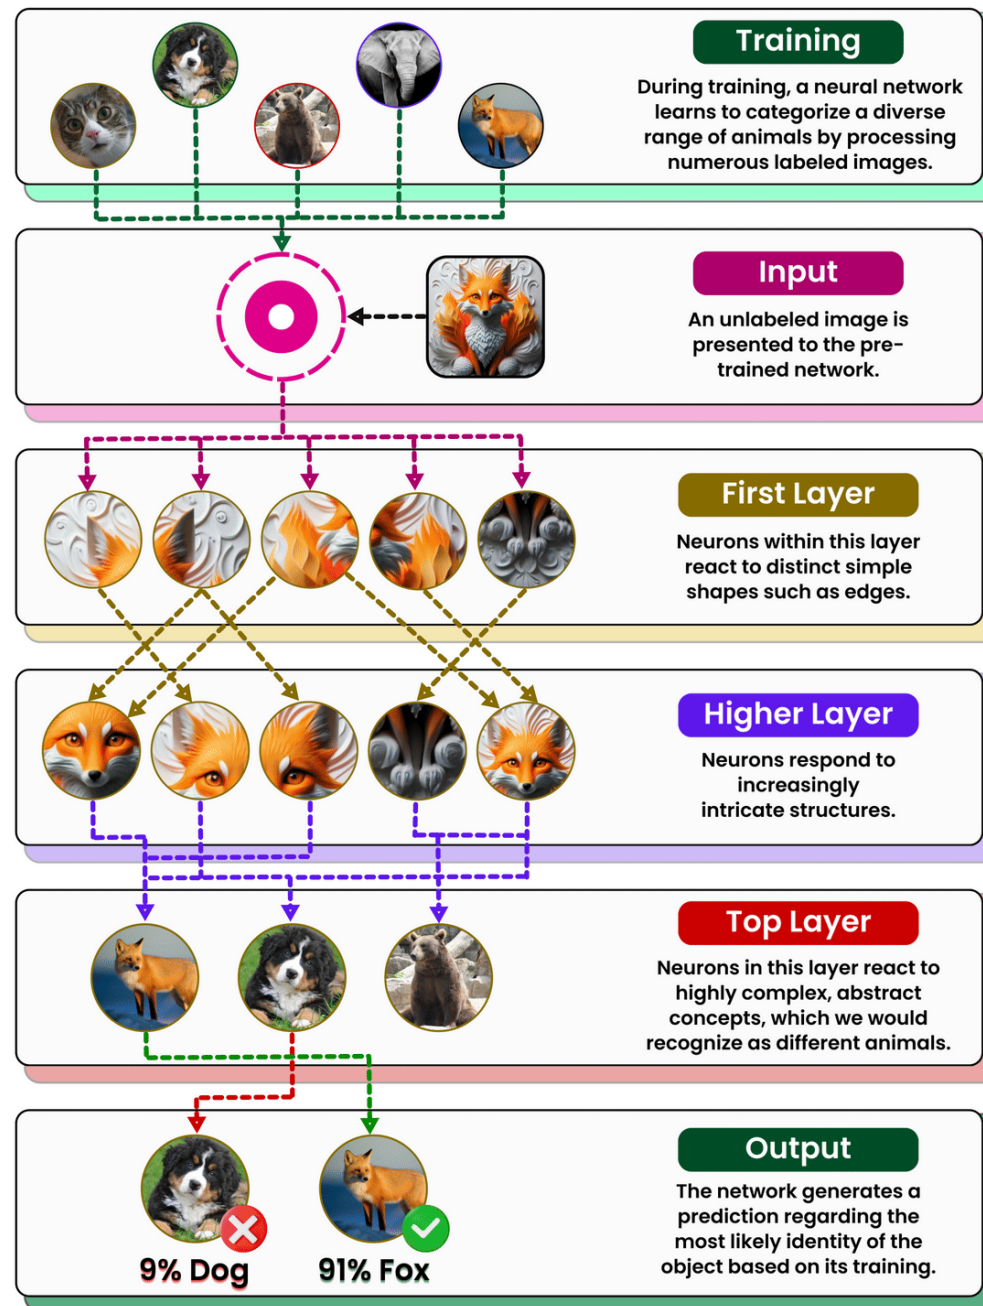 Training
During training, a neural network
learns to categorize a diverse
range of animals by processing
numerous labeled images.
Input
An unlabeled image is
presented to the pre-
trained network.
First Layer
Neurons within this layer
react to distinct simple
shapes such as edges.
Higher Layer
Neurons respond to
increasingly
intricate structures.
Top Layer
Neurons in this layer react to
highly complex, abstract
concepts, which we would
recognize as different animals.
Output
The network generates a
prediction regarding the
most likely identity of the
object based on its training.
9% Dog
91% Fox